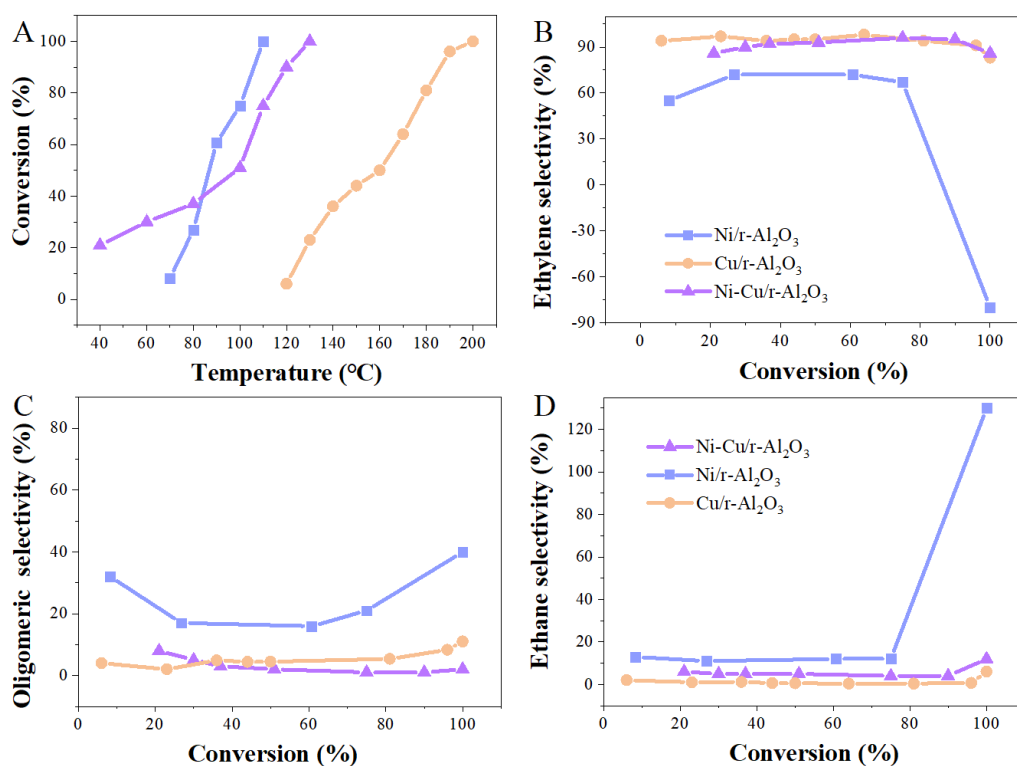 A
Conversion (%)
100
80
60
40
20
0
40 60 80 100 120 140 160 180 200
Temperature (°C)
B
Ethylene selectivity (%)
90
60
30
0
-30
-60
-90
Ni/r-Al₂O₃
Cu/r-Al₂O₃
Ni-Cu/r-Al₂O₃
0 20 40 60 80 100
Conversion (%)
C
Oligomeric selectivity (%)
80
60
40
20
0
0 20 40 60 80 100
Conversion (%)
D
Ethane selectivity (%)
120
100
80
60
40
20
0
Ni-Cu/r-Al₂O₃
Ni/r-Al₂O₃
Cu/r-Al₂O₃
0 20 40 60 80 100
Conversion (%)